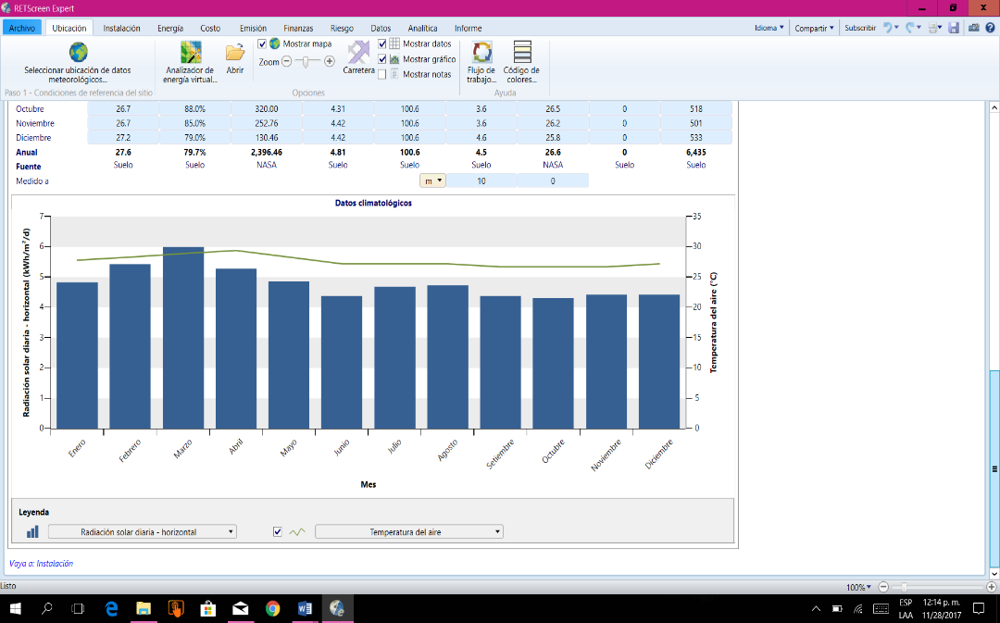 RETScreen Expert
Archivo Ubicación Instalación Energía Costo Emisión Finanzas Riesgo Datos Analítica Informe Idioma Compartir Subscribir
Seleccionar ubicación de datos meteorológicos...
Analizador de energía virtual...
Abrir
Mostrar mapa
Zoom
Carretera
Mostrar datos
Mostrar gráfico
Mostrar notas
Flujo de trabajo...
Código de colores...
Paso 1 - Condiciones de referencia del sitio Opciones Ayuda
Octubre 26.7 88.0% 320.00 4.31 100.6 3.6 26.5 0 518
Noviembre 26.7 85.0% 252.76 4.42 100.6 3.6 26.2 0 501
Diciembre 27.2 79.0% 130.46 4.42 100.6 4.6 25.8 0 533
Anual 27.6 79.7% 2,396.46 4.81 100.6 4.5 26.6 0 6,435
Fuente Suelo Suelo NASA Suelo Suelo Suelo NASA Suelo Suelo
Medido a m 10 0
Datos climatológicos
Radiación solar diaria - horizontal (kWh/m²/d)
7
6
5
4
3
2
1
0
35
30
25
20
15
10
5
0
Temperatura del aire (°C)
Enero Febrero Marzo Abril Mayo Junio Julio Agosto Setiembre Octubre Noviembre Diciembre
Mes
Leyenda
Radiación solar diaria - horizontal Temperatura del aire
Vaya a: Instalación
Listo 100%
ESP 12:14 p. m.
LAA 11/28/2017